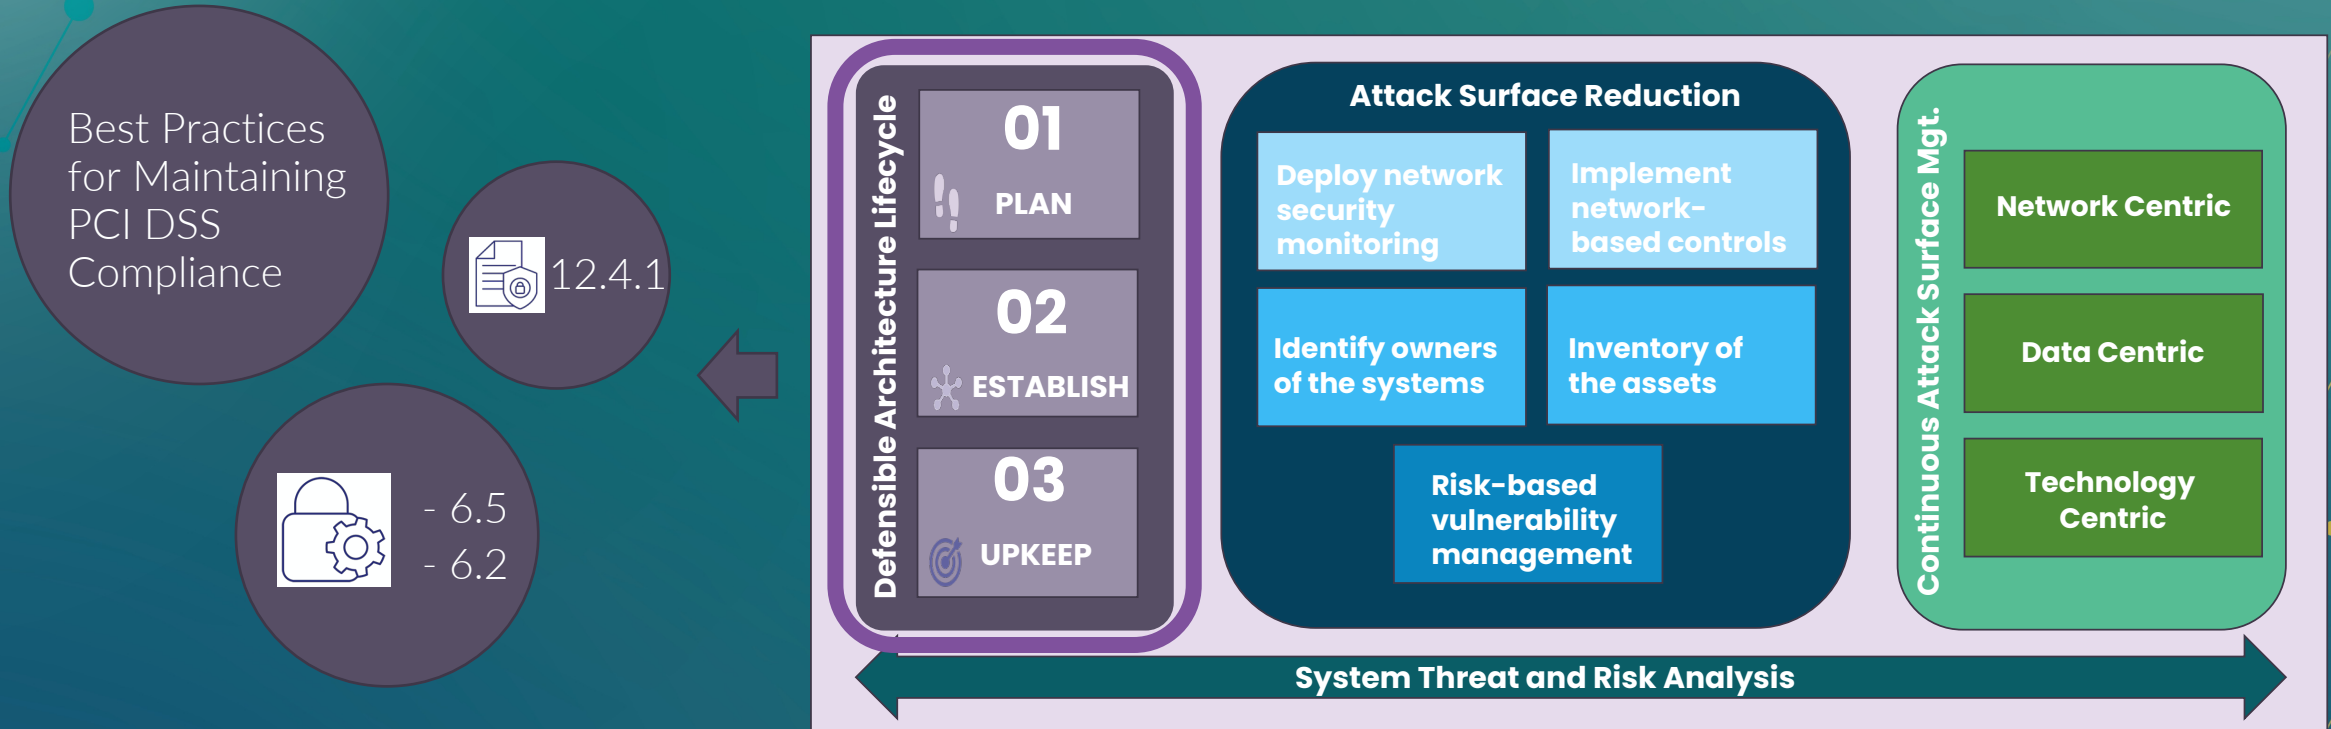 Best Practices
for Maintaining
PCI DSS
Compliance
12.4.1
- 6.5
- 6.2
Defensible Architecture Lifecycle
01
PLAN
02
ESTABLISH
03
UPKEEP
Attack Surface Reduction
Deploy network
security
monitoring
Implement
network-
based controls
Identify owners
of the systems
Inventory of
the assets
Risk-based
vulnerability
management
Continuous Attack Surface Mgt.
Network Centric
Data Centric
Technology
Centric
System Threat and Risk Analysis